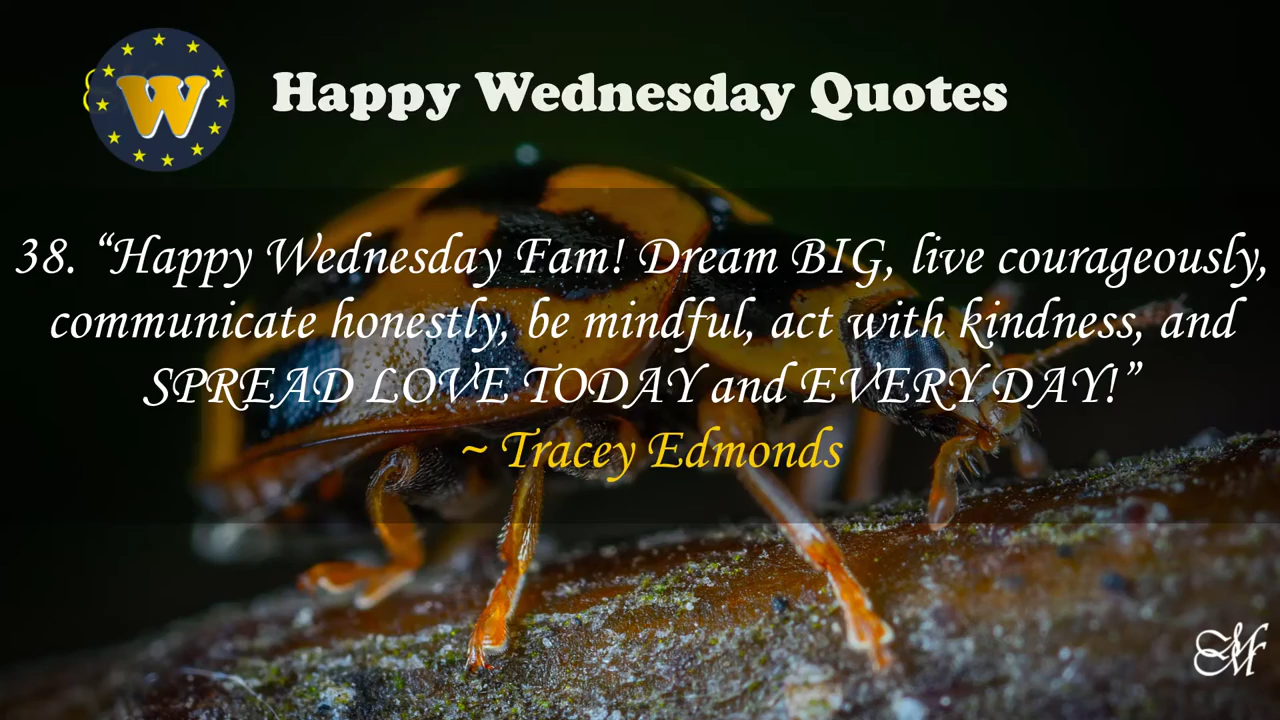 W
Happy Wednesday Quotes
38. “Happy Wednesday Fam! Dream BIG, live courageously,
communicate honestly, be mindful, act with kindness, and
SPREAD LOVE TODAY and EVERY DAY!”
~ Tracey Edmonds